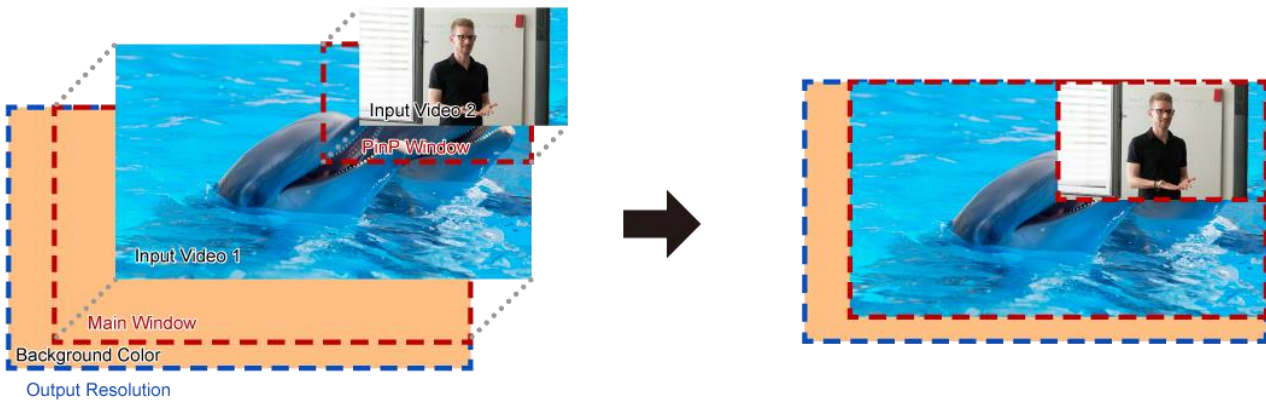 Input Video 2
PinP Window
Input Video 1
Main Window
Background Color
Output Resolution